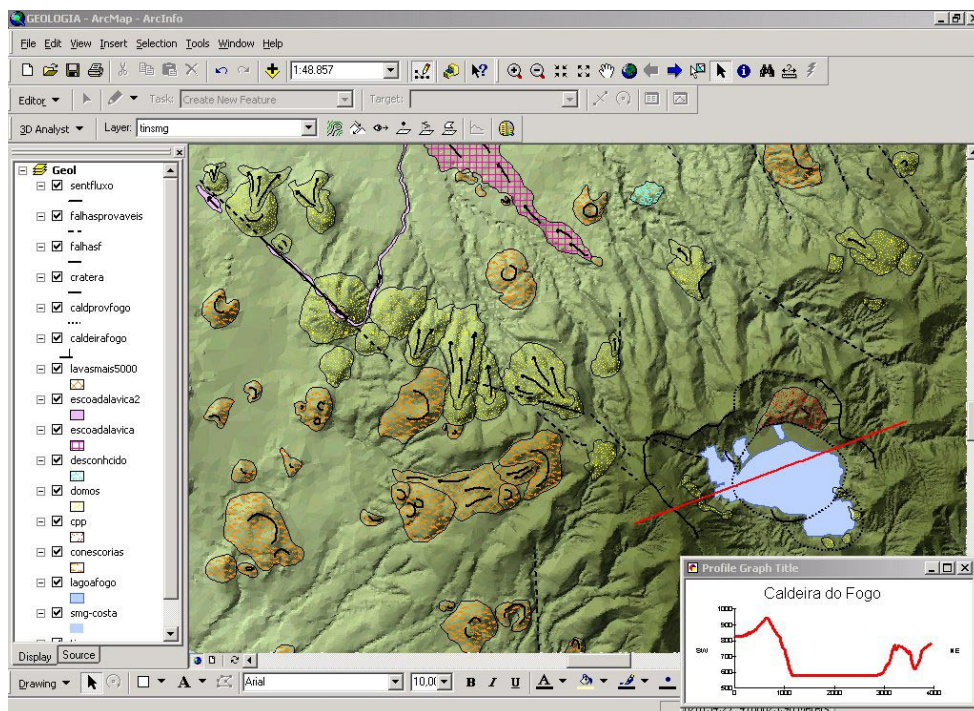 GEOLOGIA - ArcMap - ArcInfo
File Edit View Insert Selection Tools Window Help
1:48.857
Editor Task: Create New Feature Target:
3D Analyst Layer: tinsmg
Geol
sentfluxo
falhasprovaveis
falhasf
cratera
caldprovfogo
caldeirafogo
lavasmais5000
escoadalavica2
escoadalavica
desconhcido
domos
cpp
conescorias
lagoafogo
smg-costa
Display Source
Profile Graph Title
Caldeira do Fogo
1000
900
800
700
600
500
SW
NE
0 1000 2000 3000 4000
Drawing A Arial 10,0 B I U A